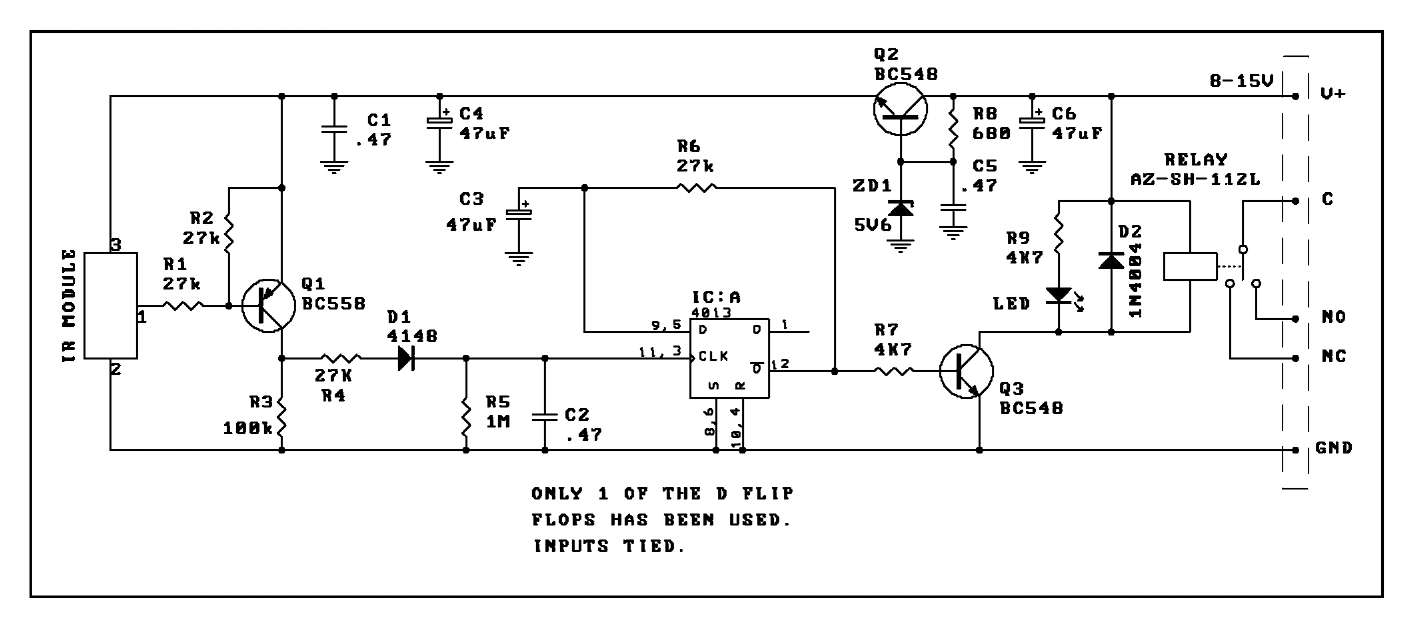 Q2
BC548
8-15V
V+
C1
.47
C4
47uF
R8
680
C6
47uF
R6
27k
C5
.47
RELAY
AZ-SH-112L
ZD1
5V6
C3
47uF
C
R2
27k
R9
4K7
D2
1N4004
3
IR MODULE
R1
27k
1
2
Q1
BC558
LED
IC:A
4013
9,5
D
D
1
11,3
CLK
D
12
S
R
8,6
10,4
D1
4148
R7
4K7
NO
NC
27K
R4
R3
100k
R5
1M
C2
.47
Q3
BC548
GND
ONLY 1 OF THE D FLIP
FLOPS HAS BEEN USED.
INPUTS TIED.